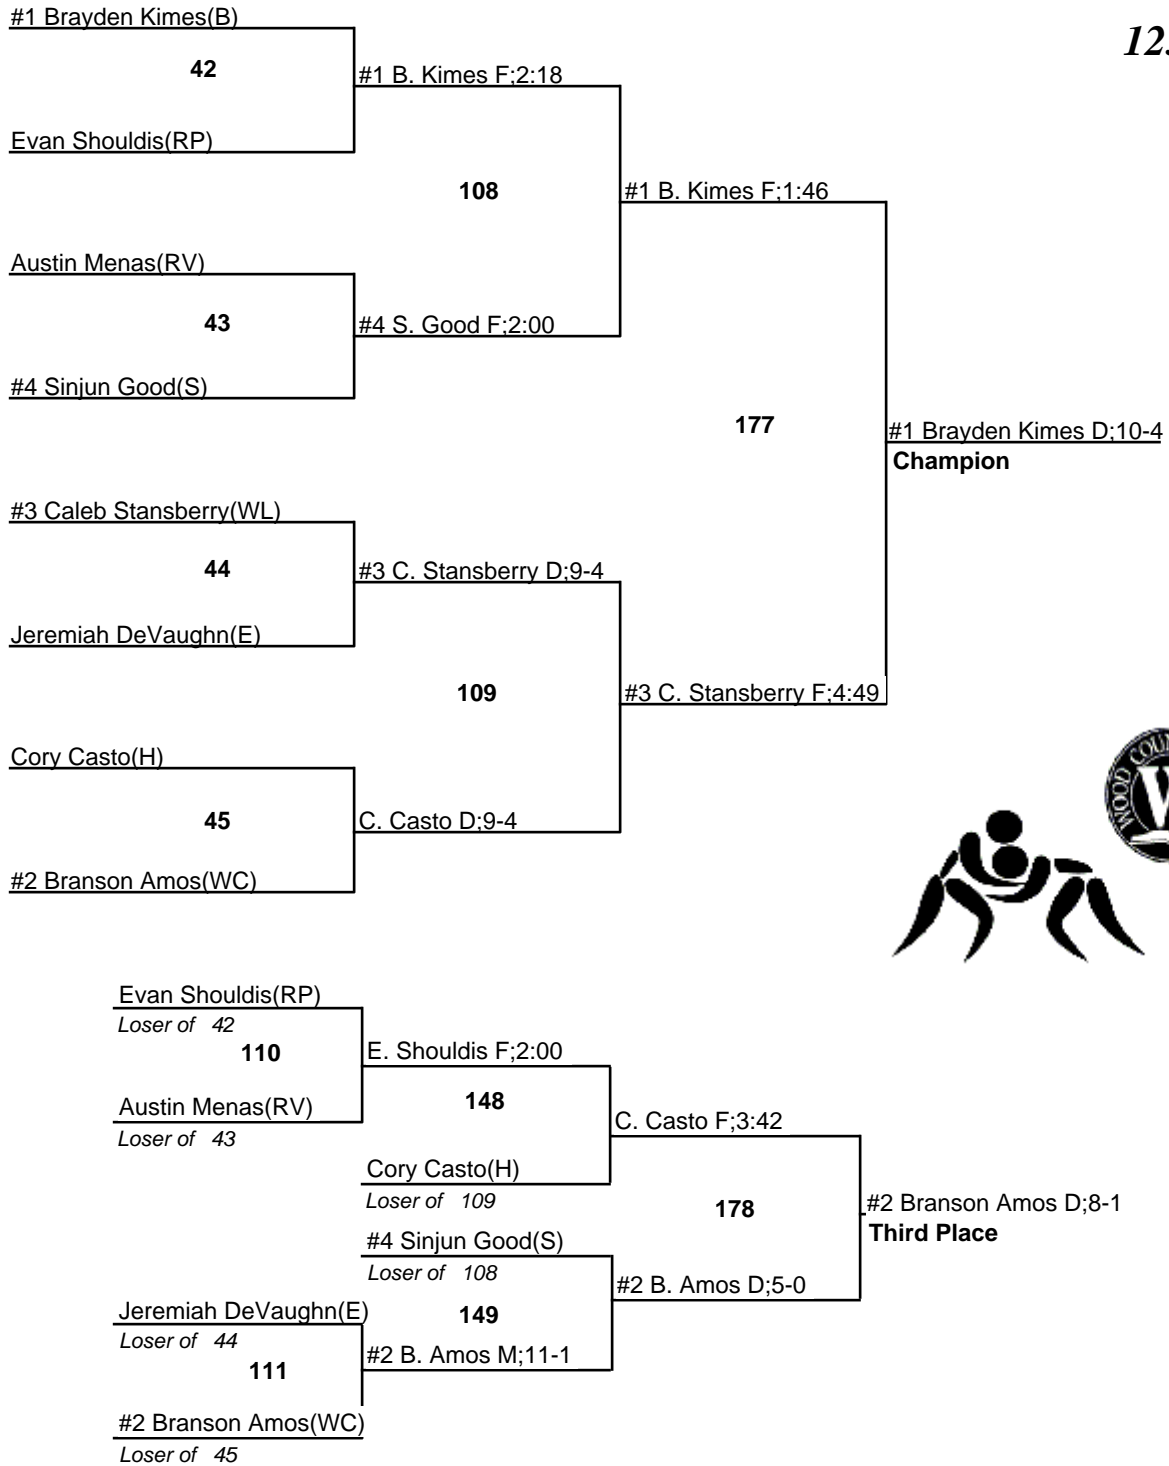 #1 Brayden Kimes(B)
42
#1 B. Kimes F;2:18
Evan Shouldis(RP)
108
#1 B. Kimes F;1:46
Austin Menas(RV)
43
#4 S. Good F;2:00
#4 Sinjun Good(S)
177
#1 Brayden Kimes D;10-4
Champion
#3 Caleb Stansberry(WL)
44
#3 C. Stansberry D;9-4
Jeremiah DeVaughn(E)
109
#3 C. Stansberry F;4:49
Cory Casto(H)
45
C. Casto D;9-4
#2 Branson Amos(WC)
WOOD
Evan Shouldis(RP)
Loser of 42
110
E. Shouldis F;2:00
Austin Menas(RV)
Loser of 43
148
C. Casto F;3:42
Cory Casto(H)
Loser of 109
178
#2 Branson Amos D;8-1
Third Place
#4 Sinjun Good(S)
Loser of 108
#2 B. Amos D;5-0
149
Jeremiah DeVaughn(E)
Loser of 44
111
#2 B. Amos M;11-1
#2 Branson Amos(WC)
Loser of 45